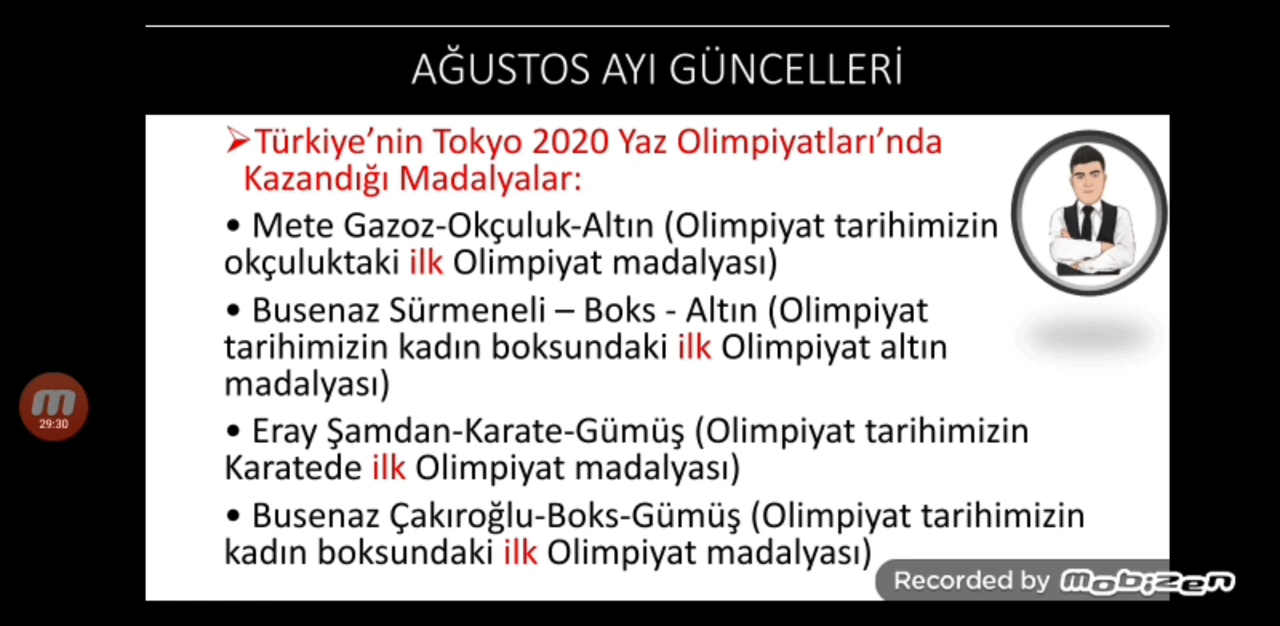 AĞUSTOS AYI GÜNCELLERİ
➢Türkiye’nin Tokyo 2020 Yaz Olimpiyatları’nda
Kazandığı Madalyalar:
• Mete Gazoz-Okçuluk-Altın (Olimpiyat tarihimizin
okçuluktaki ilk Olimpiyat madalyası)
• Busenaz Sürmeneli – Boks - Altın (Olimpiyat
tarihimizin kadın boksundaki ilk Olimpiyat altın
madalyası)
• Eray Şamdan-Karate-Gümüş (Olimpiyat tarihimizin
Karatede ilk Olimpiyat madalyası)
• Busenaz Çakıroğlu-Boks-Gümüş (Olimpiyat tarihimizin
kadın boksundaki ilk Olimpiyat madalyası)
m
29:30
Recorded by mobizen